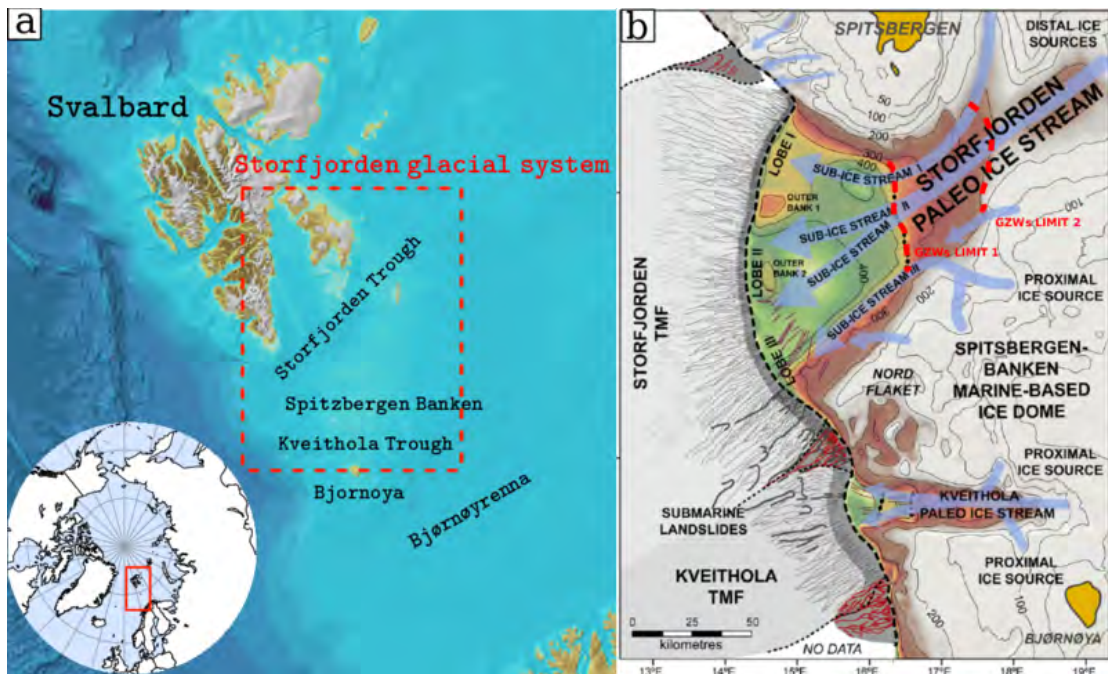 a
Svalbard
Storfjorden glacial system
Storfjorden Trough
Spitzbergen Banken
Kveithola Trough
Bjornoya
Bjørnøyrenna
b
SPITSBERGEN
DISTAL ICE
SOURCES
50
100
200
300
400
STORFJORDEN
PALEO ICE STREAM
LOBE I
SUB-ICE STREAM I
OUTER
BANK 1
SUB-ICE STREAM II
100
GZWs LIMIT 2
GZWs LIMIT 1
LOBE II
OUTER
BANK 2
SUB-ICE STREAM
400
SUB-ICE STREAM III
300
200
PROXIMAL
ICE SOURCE
STORFJORDEN
TMF
LOBE III
NORD
FLAKET
SPITSBERGEN-
BANKEN
MARINE-BASED
ICE DOME
PROXIMAL
ICE SOURCE
KVEITHOLA
PALEO ICE STREAM
SUBMARINE
LANDSLIDES
PROXIMAL
ICE SOURCE
KVEITHOLA
TMF
200
100
0 25 50
kilometres
NO DATA
BJØRNØYA
13°E 15°E 16°E 17°E 18°E 19°E